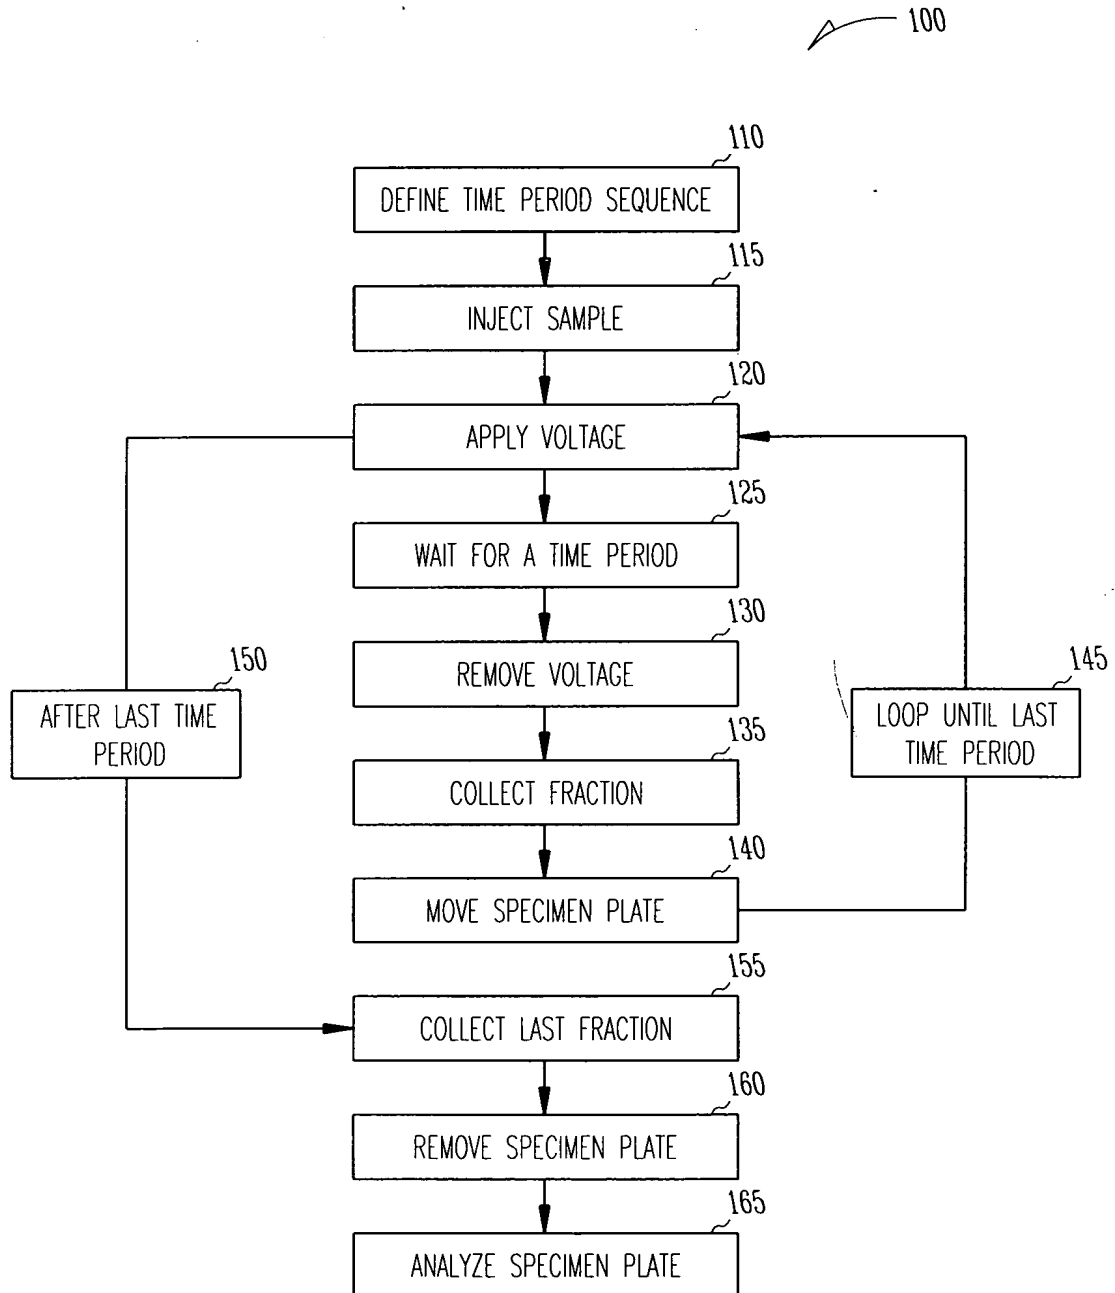 100
110
DEFINE TIME PERIOD SEQUENCE
115
INJECT SAMPLE
120
APPLY VOLTAGE
125
WAIT FOR A TIME PERIOD
130
REMOVE VOLTAGE
150
AFTER LAST TIME
PERIOD
145
LOOP UNTIL LAST
TIME PERIOD
135
COLLECT FRACTION
140
MOVE SPECIMEN PLATE
155
COLLECT LAST FRACTION
160
REMOVE SPECIMEN PLATE
165
ANALYZE SPECIMEN PLATE